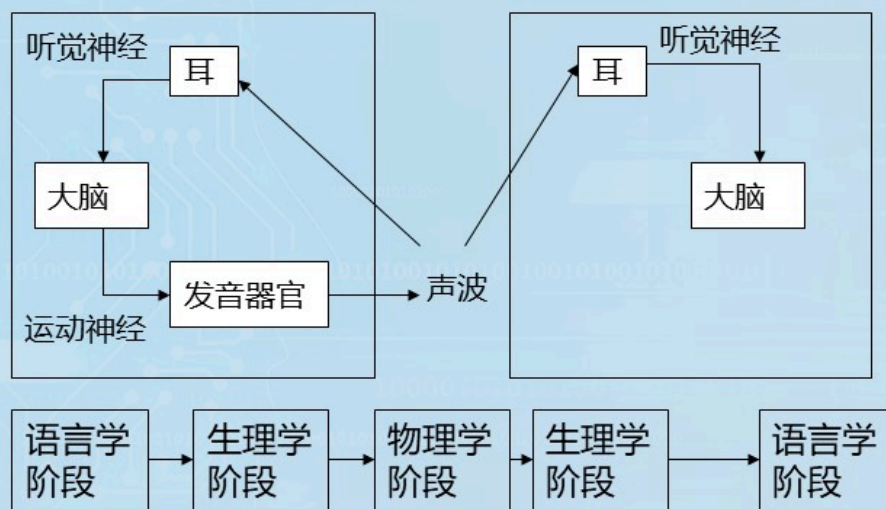 听觉神经
耳
大脑
发音器官
运动神经
声波
耳
听觉神经
大脑
语言学
阶段
生理学
阶段
物理学
阶段
生理学
阶段
语言学
阶段